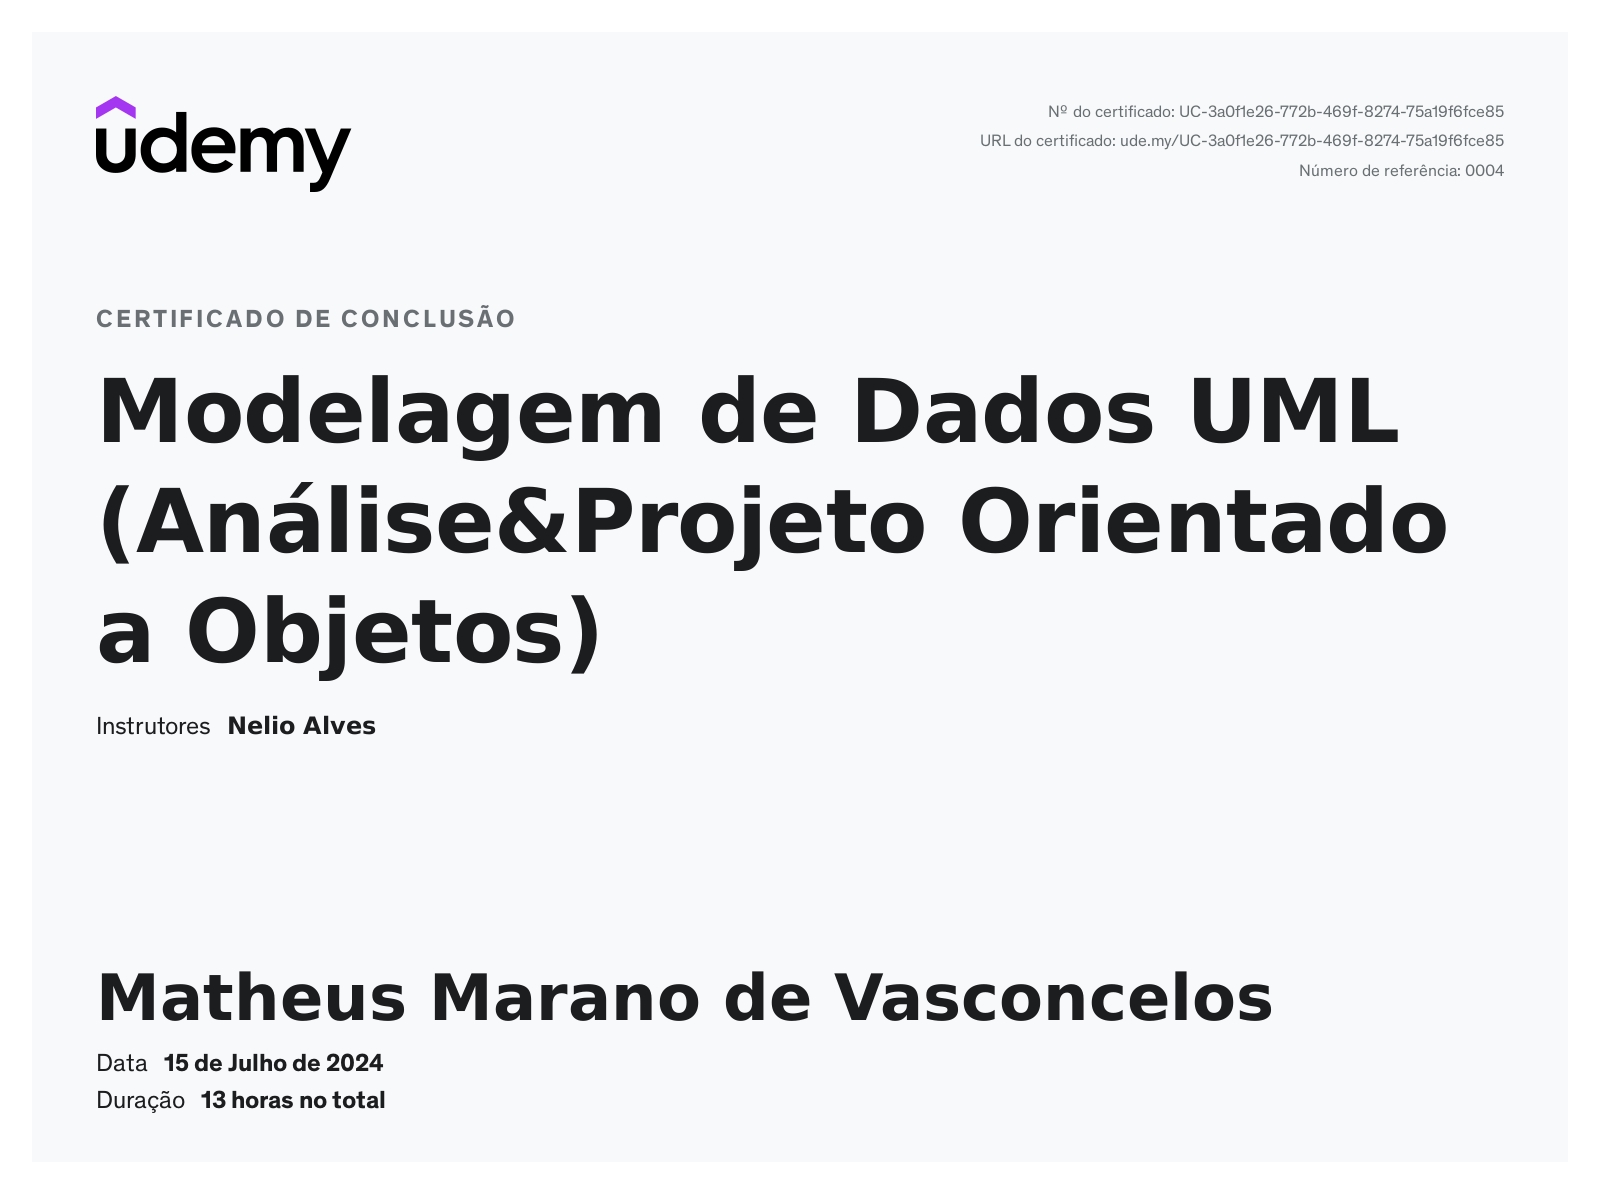 udemy
Nº do certificado: UC-3a0f1e26-772b-469f-8274-75a19f6fce85
URL do certificado: ude.my/UC-3a0f1e26-772b-469f-8274-75a19f6fce85
Número de referência: 0004
CERTIFICADO DE CONCLUSÃO
Modelagem de Dados UML
(Análise&Projeto Orientado
a Objetos)
Instrutores Nelio Alves
Matheus Marano de Vasconcelos
Data 15 de Julho de 2024
Duração 13 horas no total